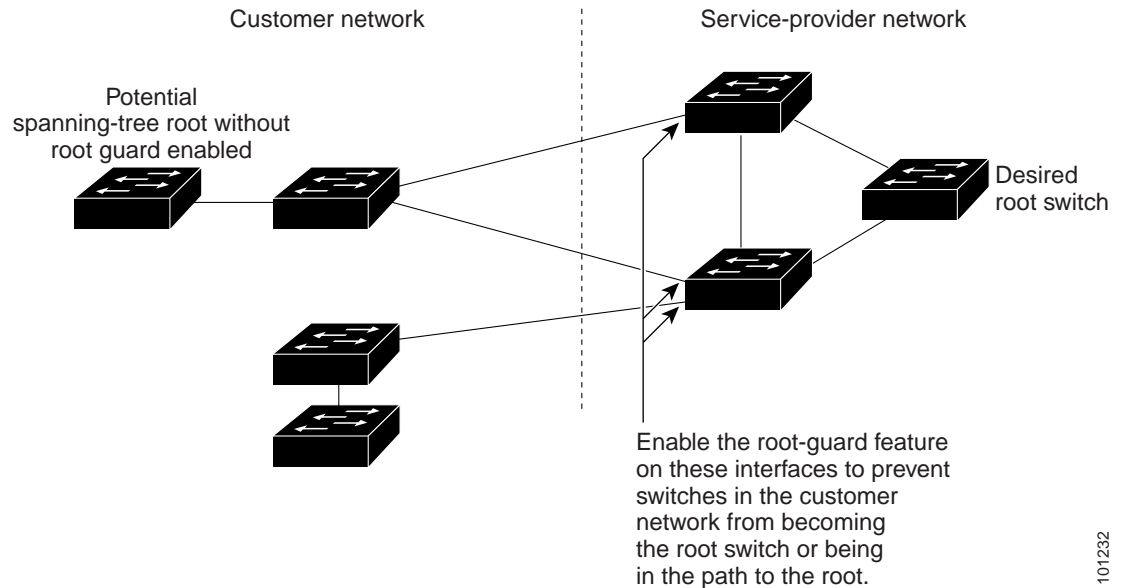 Customer network
Service-provider network
Potential
spanning-tree root without
root guard enabled
Desired
root switch
Enable the root-guard feature
on these interfaces to prevent
switches in the customer
network from becoming
the root switch or being
in the path to the root.
101232